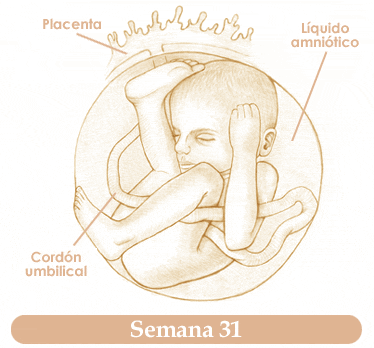 Placenta
Líquido
amniótico
Cordón
umbilical
Semana 31